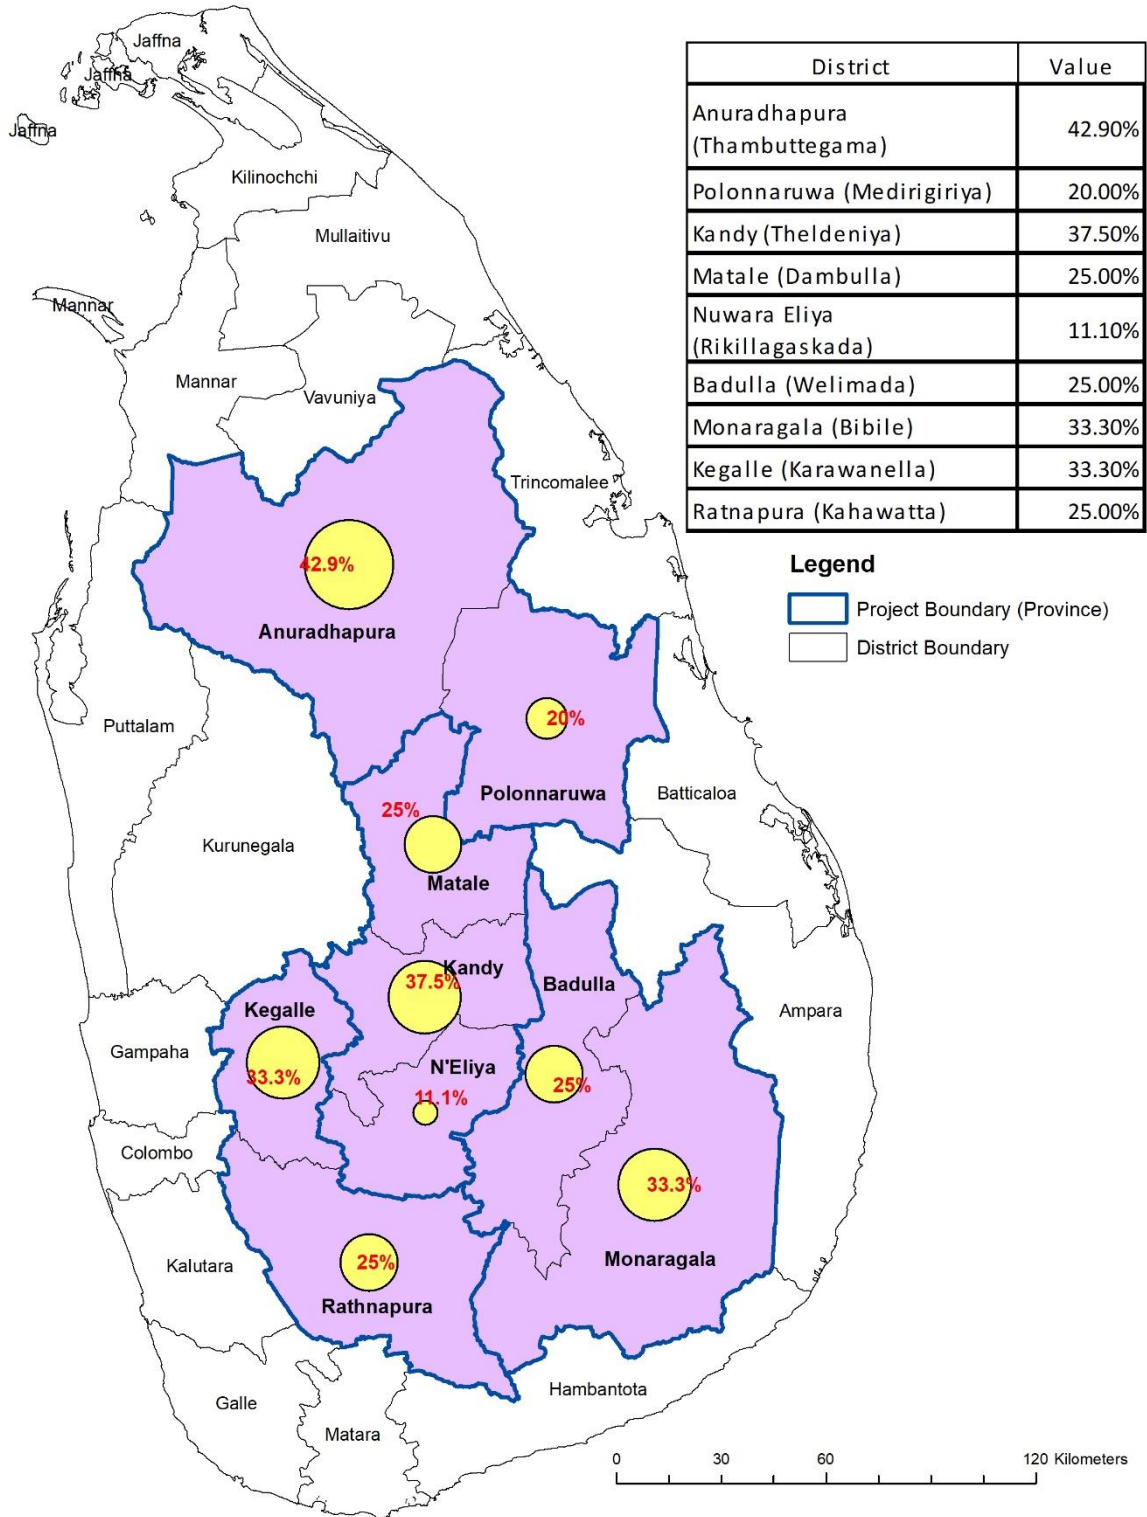 Jaffna
Jaffna
Jaffna
Kilinochchi
Mullaitivu
Mannar
Mannar
Vavuniya
Trincomalee
42.9%
Anuradhapura
20%
Polonnaruwa
Puttalam
Batticaloa
25%
Kurunegala
Matale
Kandy
37.5%
Badulla
Kegalle
Ampara
Gampaha
33.3%
N'Eliya
25%
11.1%
Colombo
33.3%
Monaragala
Kalutara
25%
Rathnapura
Hambantota
Galle
Matara
District Value
Anuradhapura
(Thambuttegama) 42.90%
Polonnaruwa (Medirigiriya) 20.00%
Kandy (Theldeniya) 37.50%
Matale (Dambulla) 25.00%
Nuwara Eliya
(Rikillagaskada) 11.10%
Badulla (Welimada) 25.00%
Monaragala (Bibile) 33.30%
Kegalle (Karawanella) 33.30%
Ratnapura (Kahawatta) 25.00%
Legend
Project Boundary (Province)
District Boundary
0 30 60 120 Kilometers